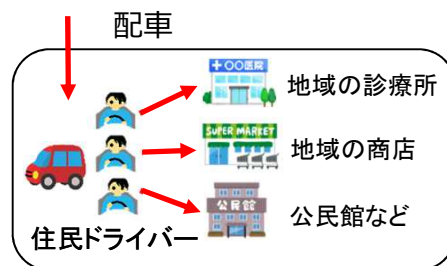 配車
〇〇医院
地域の診療所
SUPER MARKET
地域の商店
公民館
公民館など
住民ドライバー